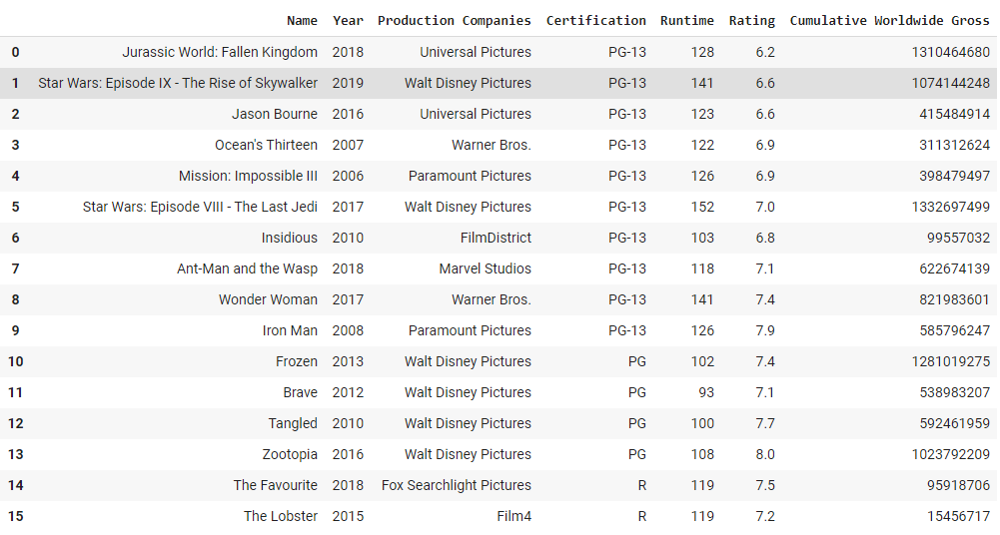 Name Year Production Companies Certification Runtime Rating Cumulative Worldwide Gross
0 Jurassic World: Fallen Kingdom 2018 Universal Pictures PG-13 128 6.2 1310464680
1 Star Wars: Episode IX - The Rise of Skywalker 2019 Walt Disney Pictures PG-13 141 6.6 1074144248
2 Jason Bourne 2016 Universal Pictures PG-13 123 6.6 415484914
3 Ocean's Thirteen 2007 Warner Bros. PG-13 122 6.9 311312624
4 Mission: Impossible III 2006 Paramount Pictures PG-13 126 6.9 398479497
5 Star Wars: Episode VIII - The Last Jedi 2017 Walt Disney Pictures PG-13 152 7.0 1332697499
6 Insidious 2010 FilmDistrict PG-13 103 6.8 99557032
7 Ant-Man and the Wasp 2018 Marvel Studios PG-13 118 7.1 622674139
8 Wonder Woman 2017 Warner Bros. PG-13 141 7.4 821983601
9 Iron Man 2008 Paramount Pictures PG-13 126 7.9 585796247
10 Frozen 2013 Walt Disney Pictures PG 102 7.4 1281019275
11 Brave 2012 Walt Disney Pictures PG 93 7.1 538983207
12 Tangled 2010 Walt Disney Pictures PG 100 7.7 592461959
13 Zootopia 2016 Walt Disney Pictures PG 108 8.0 1023792209
14 The Favourite 2018 Fox Searchlight Pictures R 119 7.5 95918706
15 The Lobster 2015 Film4 R 119 7.2 15456717